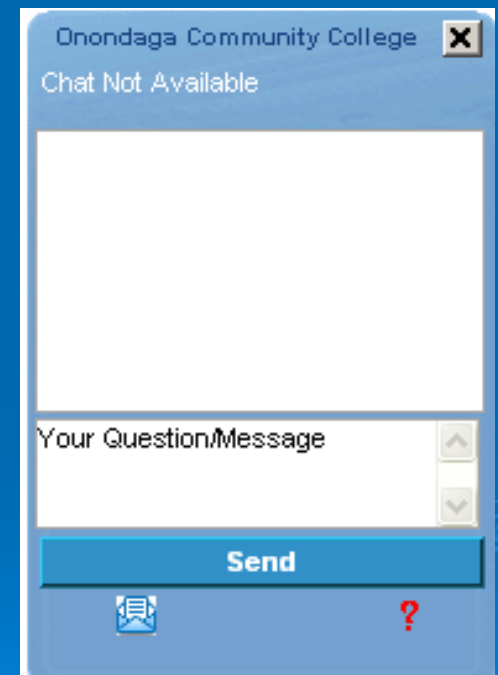 Onondaga Community College
Chat Not Available
Your Question/Message
Send
?